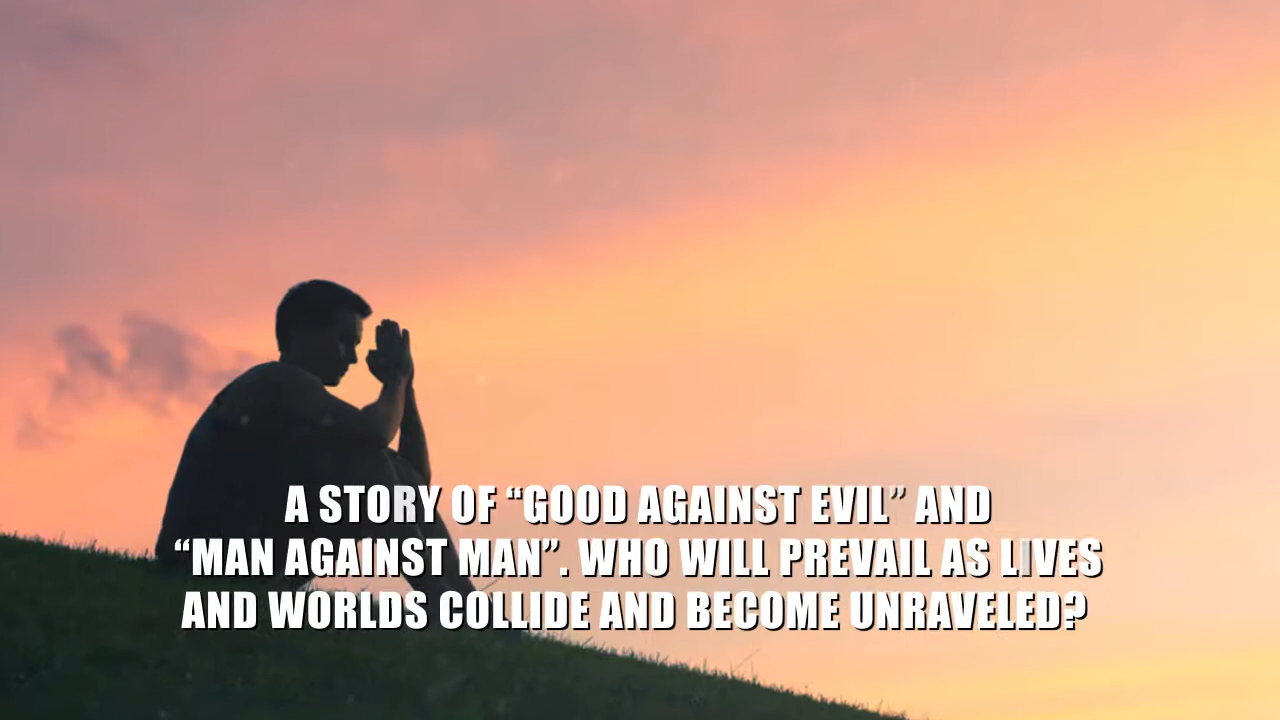 A STORY OF “GOOD AGAINST EVIL” AND
“MAN AGAINST MAN”. WHO WILL PREVAIL AS LIVES
AND WORLDS COLLIDE AND BECOME UNRAVELED?